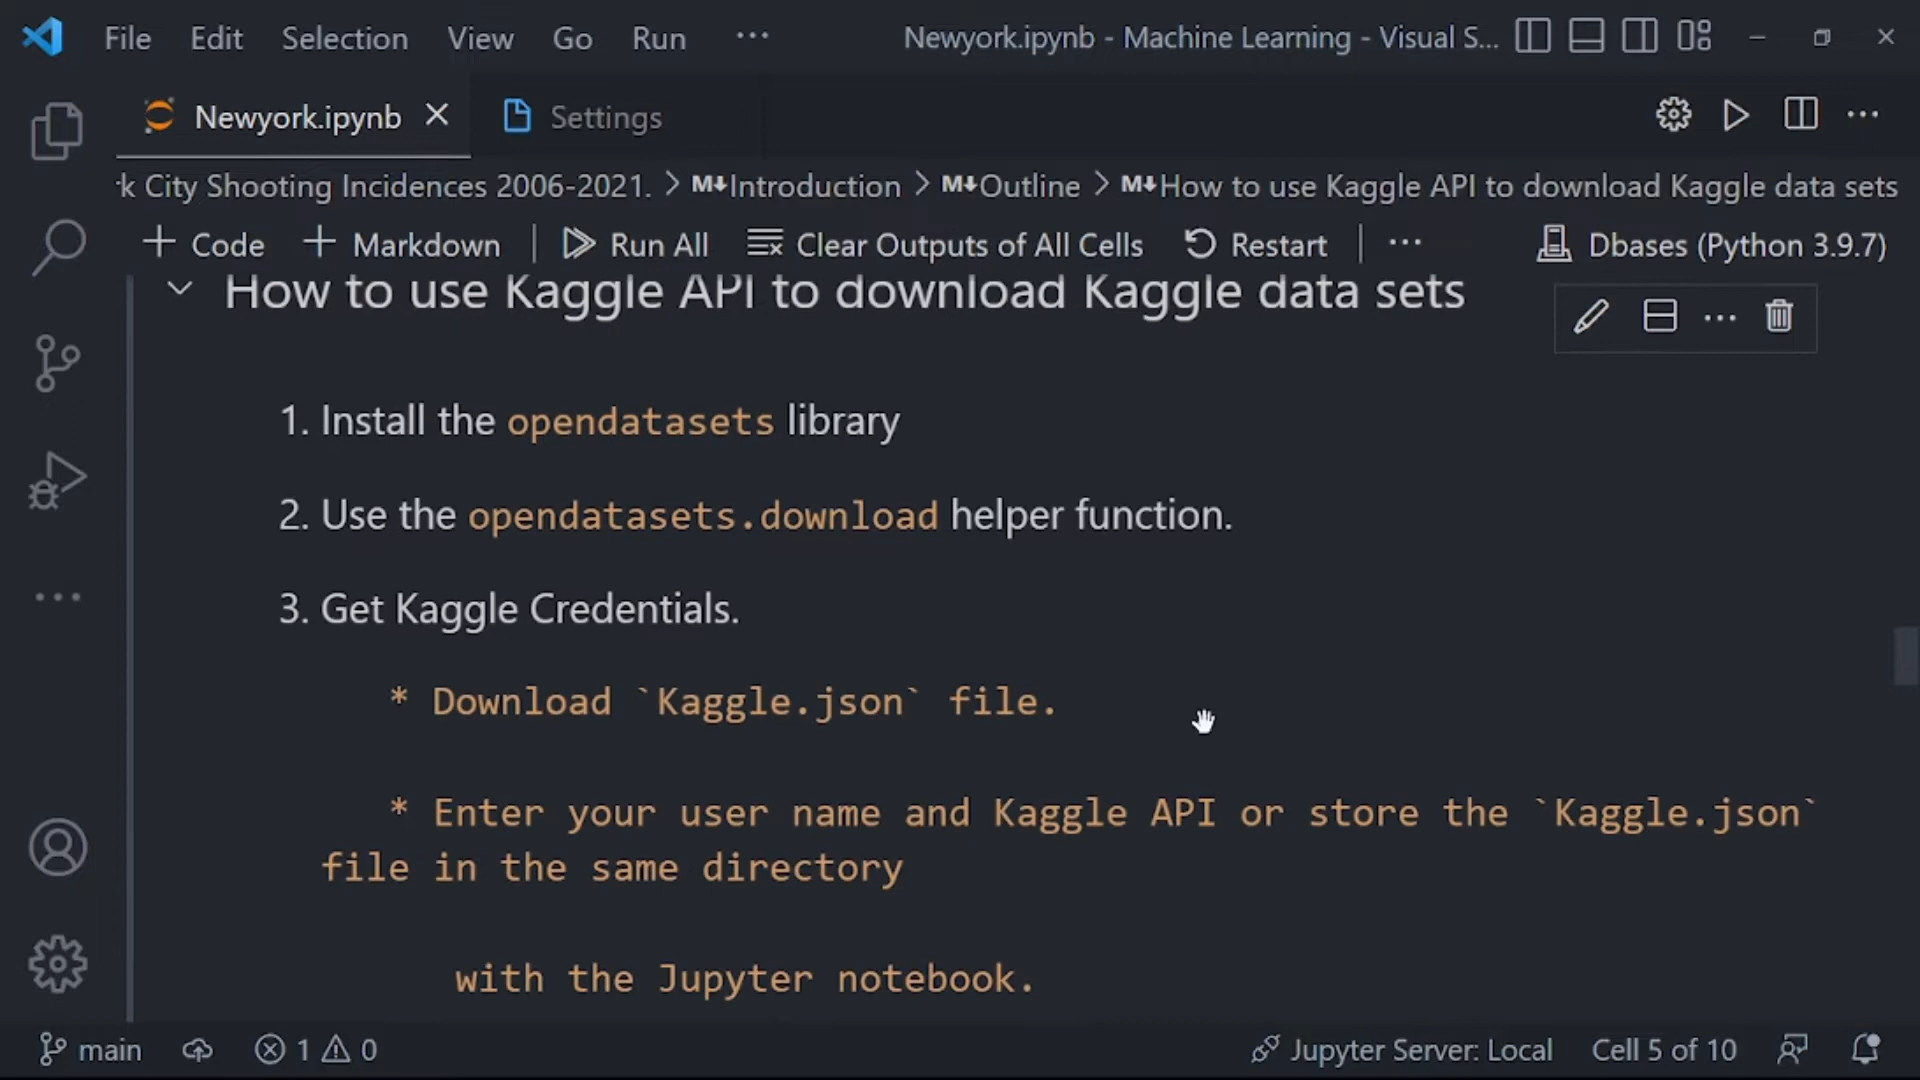 File Edit Selection View Go Run ··· Newyork.ipynb - Machine Learning - Visual S...
Newyork.ipynb Settings
k City Shooting Incidences 2006-2021. > M↓Introduction > M↓Outline > M↓How to use Kaggle API to download Kaggle data sets
+ Code + Markdown | Run All Clear Outputs of All Cells Restart | ··· Dbases (Python 3.9.7)
How to use Kaggle API to download Kaggle data sets
1. Install the opendatasets library
2. Use the opendatasets.download helper function.
3. Get Kaggle Credentials.
* Download `Kaggle.json` file.
* Enter your user name and Kaggle API or store the `Kaggle.json`
file in the same directory
with the Jupyter notebook.
main 1 0 Jupyter Server: Local Cell 5 of 10